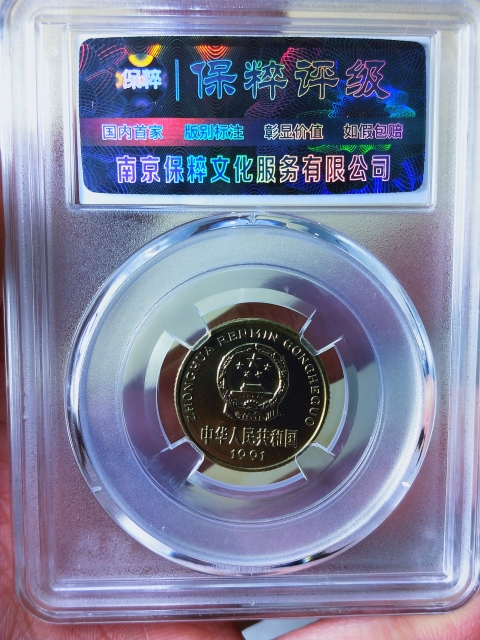 保粹 | 保粹评级
国内首家 版别标注 彰显价值 如假包赔
南京保粹文化服务有限公司
ZHONGHUA RENMIN GONGHEGUO
中华人民共和国
1991